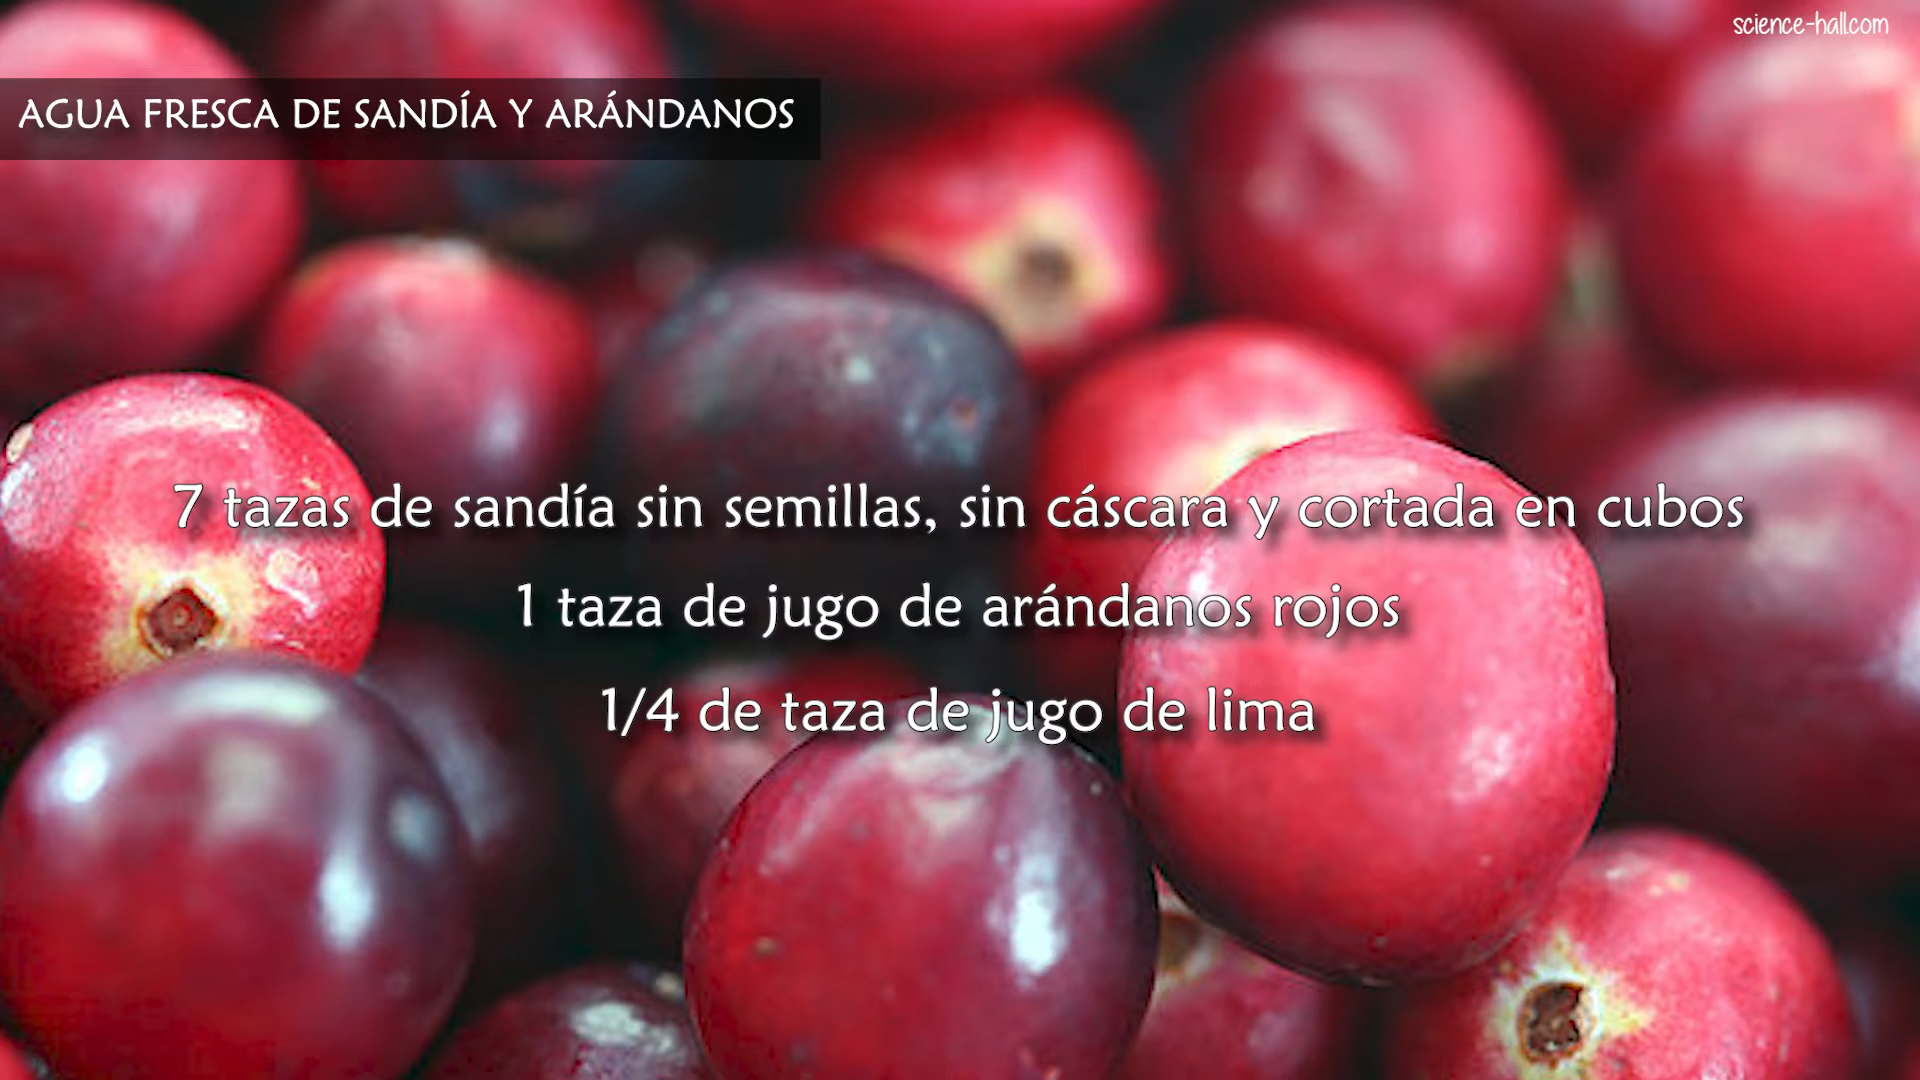 science-hall.com
AGUA FRESCA DE SANDÍA Y ARÁNDANOS
7 tazas de sandía sin semillas, sin cáscara y cortada en cubos
1 taza de jugo de arándanos rojos
1/4 de taza de jugo de lima